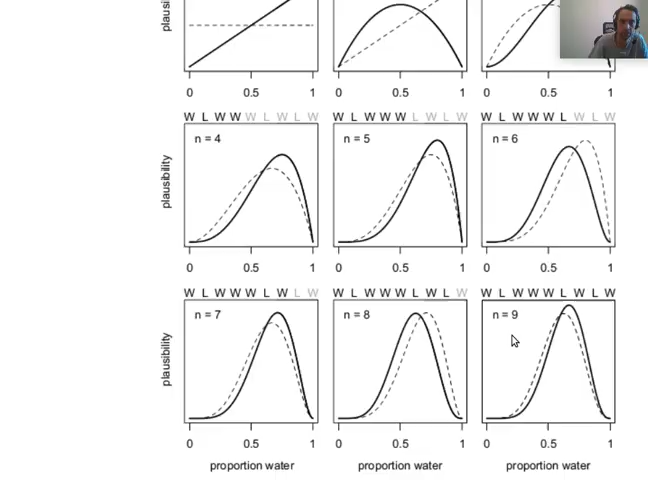 plausi
0 0.5 1
0 0.5 1
0 0.5 1
W L W W W L W L W
W L W W W L W L W
W L W W W L W L W
plausibility
n = 4
n = 5
n = 6
0 0.5 1
0 0.5 1
0 0.5 1
W L W W W L W L W
W L W W W L W L W
W L W W W L W L W
plausibility
n = 7
n = 8
n = 9
0 0.5 1
0 0.5 1
0 0.5 1
proportion water
proportion water
proportion water